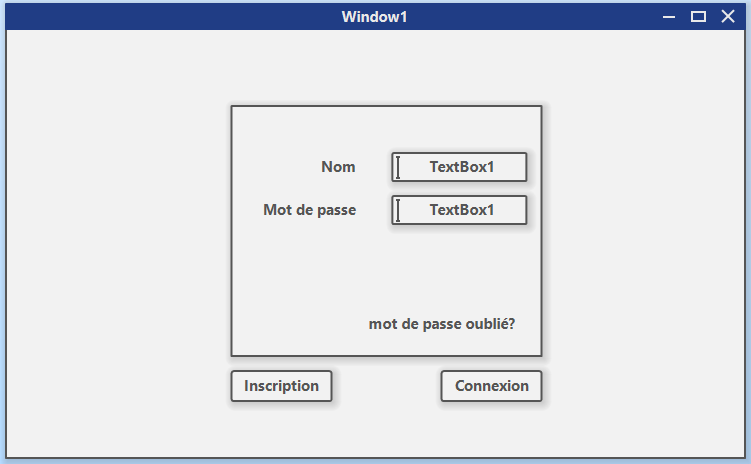 Window1
Nom TextBox1
Mot de passe TextBox1
mot de passe oublié?
Inscription Connexion